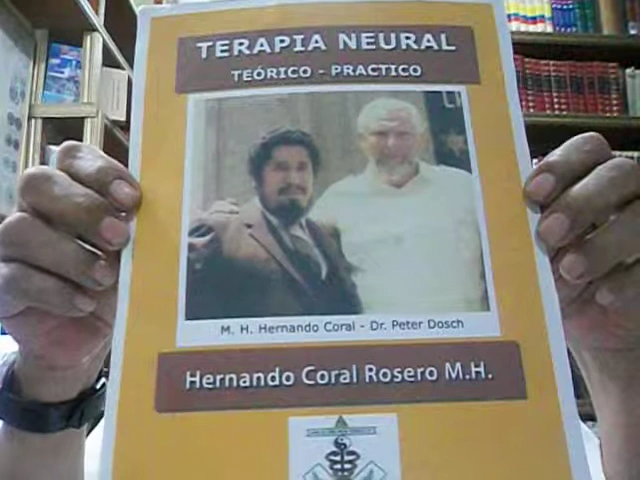 TERAPIA NEURAL
TEÓRICO - PRACTICO
M. H. Hernando Coral - Dr. Peter Dosch
Hernando Coral Rosero M.H.